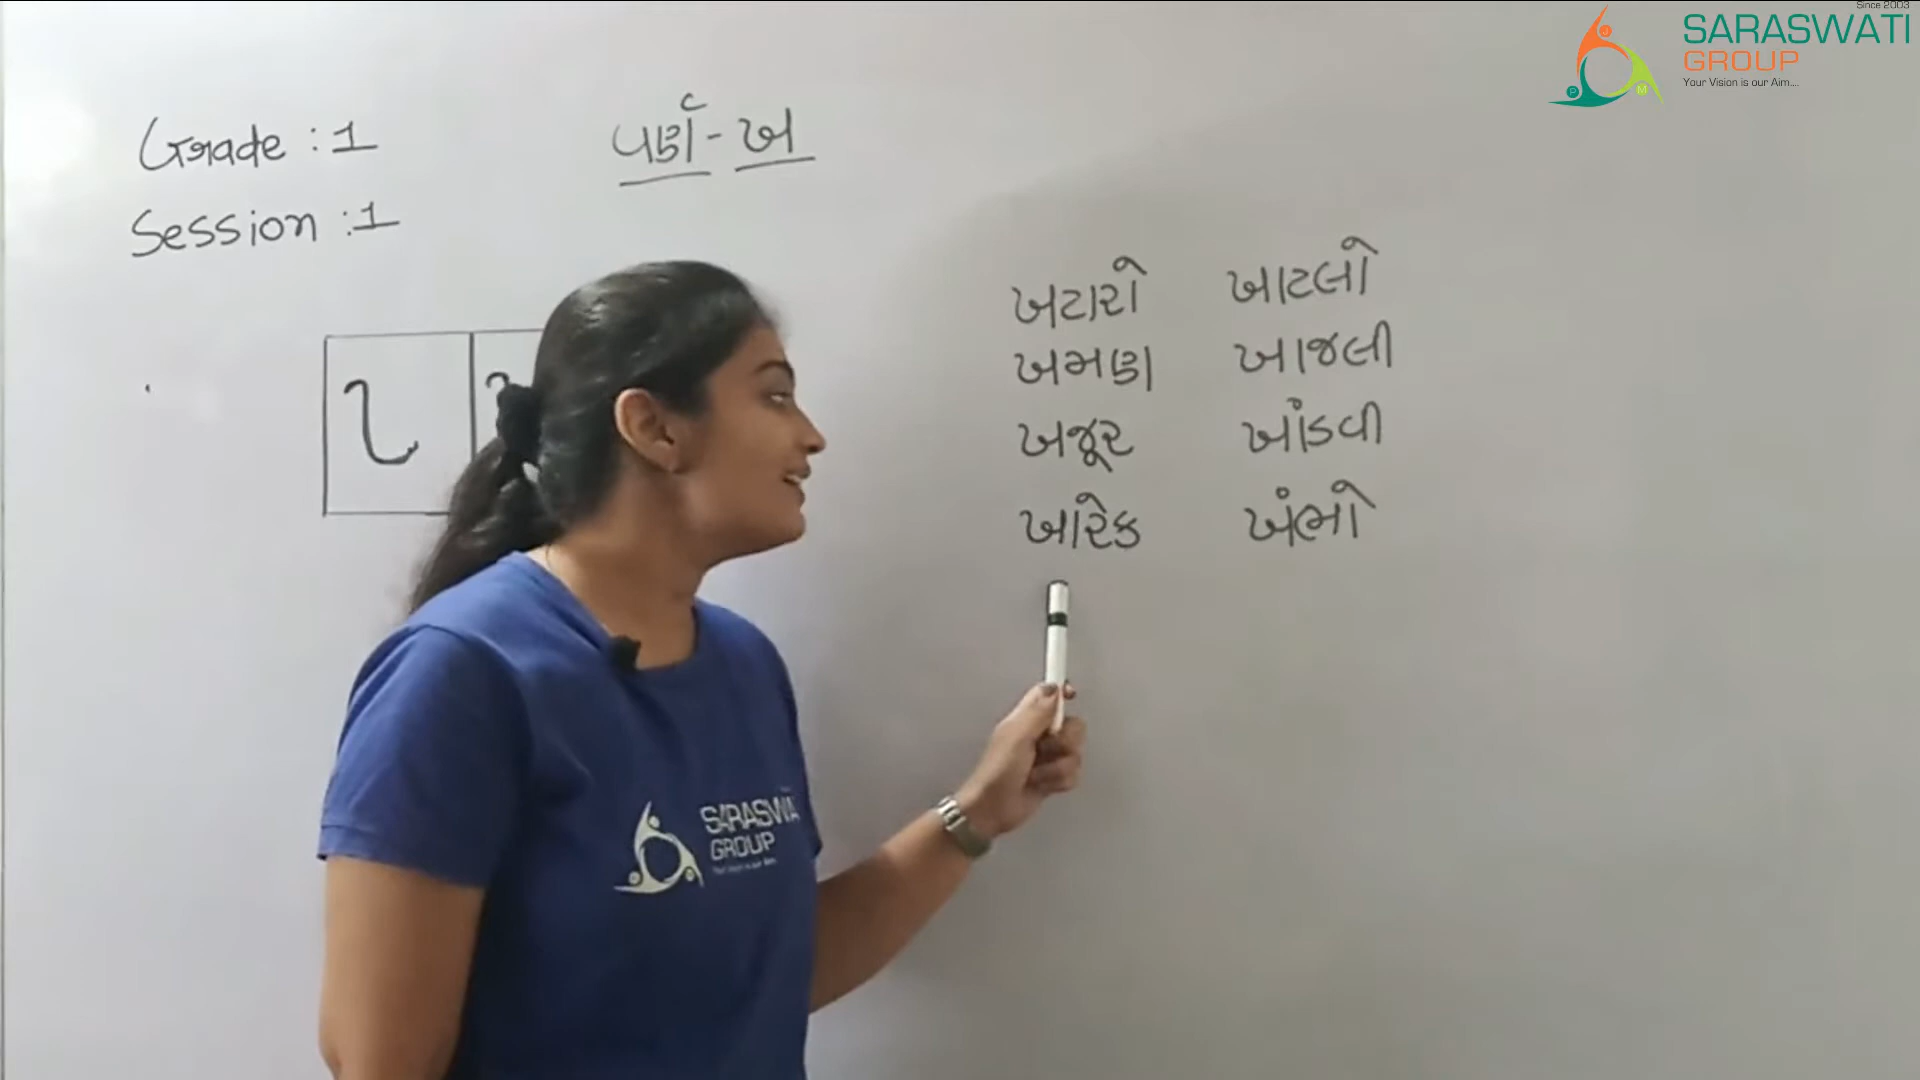 Since 2003
SARASWATI
GROUP
Your Vision is our Aim....
Grade : 1
Session : 1
વર્ણ - ખ
ખટારો ખાટલો
ખમણ ખાજલી
ખજૂર ખાંડવી
ખારેક ખંભો
SARASWA
GROUP